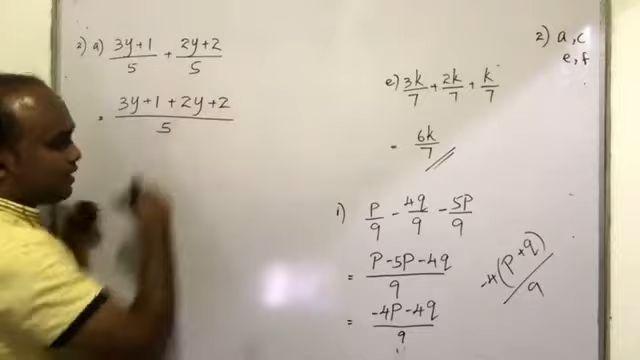 2) a) (3y+1)/5 + (2y+2)/5
= (3y+1+2y+2)/5
2) a, c
e, f
e) 3k/7 + 2k/7 + k/7
= 6k/7
i) p/9 - 4q/9 - 5p/9
= (p-5p-4q)/9
= (-4p-4q)/9
-4(p+q)/9